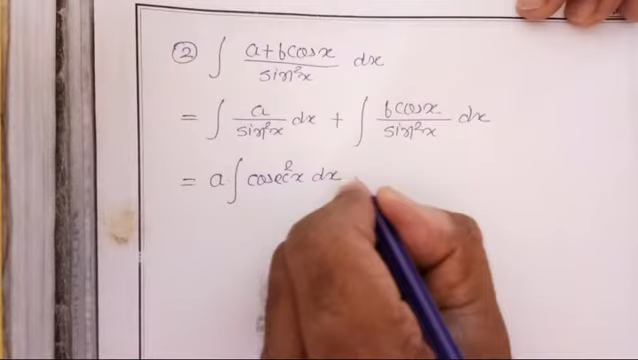 ② ∫ (a+bcosx)/(sin²x) dx
= ∫ a/(sin²x) dx + ∫ (bcosx)/(sin²x) dx
= a∫ cosec²x dx